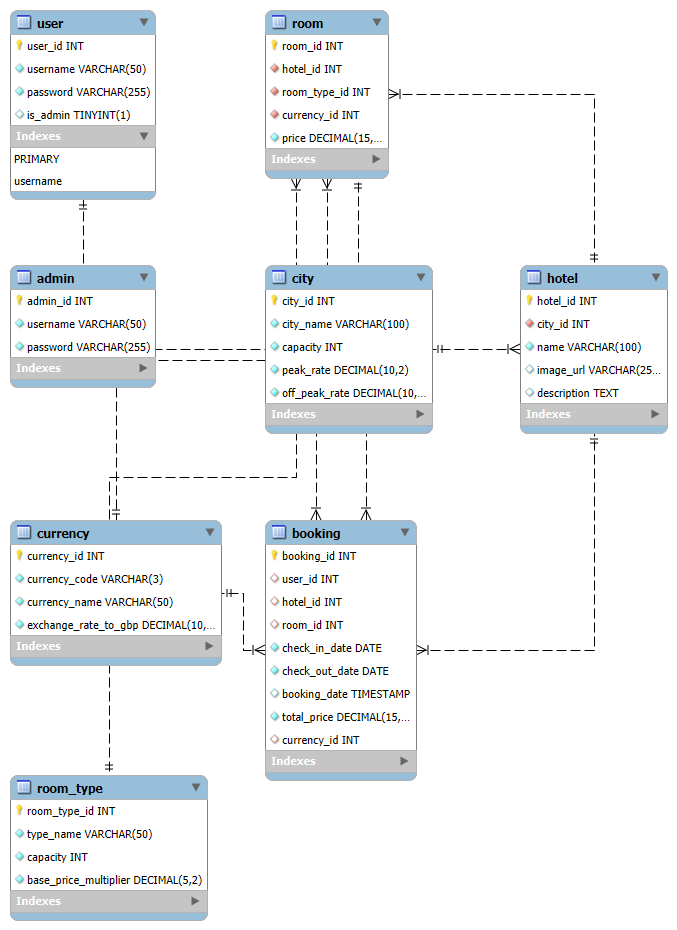 user
user_id INT
username VARCHAR(50)
password VARCHAR(255)
is_admin TINYINT(1)
Indexes
PRIMARY
username
room
room_id INT
hotel_id INT
room_type_id INT
currency_id INT
price DECIMAL(15,...
Indexes
admin
admin_id INT
username VARCHAR(50)
password VARCHAR(255)
Indexes
city
city_id INT
city_name VARCHAR(100)
capacity INT
peak_rate DECIMAL(10,2)
off_peak_rate DECIMAL(10,...
Indexes
hotel
hotel_id INT
city_id INT
name VARCHAR(100)
image_url VARCHAR(25...
description TEXT
Indexes
currency
currency_id INT
currency_code VARCHAR(3)
currency_name VARCHAR(50)
exchange_rate_to_gbp DECIMAL(10,...
Indexes
booking
booking_id INT
user_id INT
hotel_id INT
room_id INT
check_in_date DATE
check_out_date DATE
booking_date TIMESTAMP
total_price DECIMAL(15,...
currency_id INT
Indexes
room_type
room_type_id INT
type_name VARCHAR(50)
capacity INT
base_price_multiplier DECIMAL(5,2)
Indexes